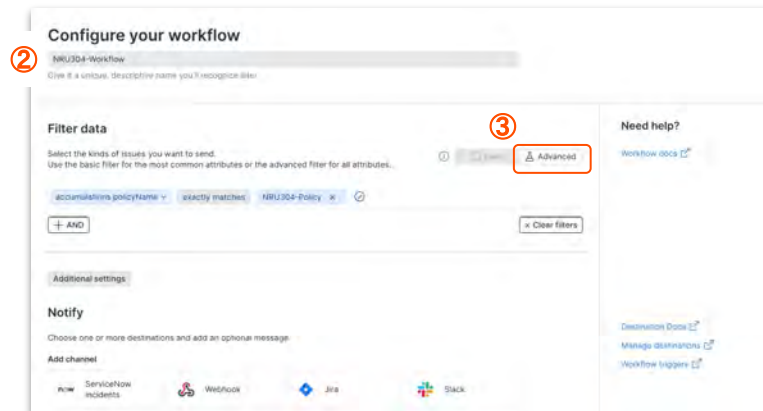 Configure your workflow
②
NRU304-Workflow
Give it a unique, descriptive name you'll recognize later
③
Filter data
Need help?
Select the kinds of issues you want to send.
Use the basic filter for the most common attributes or the advanced filter for all attributes.
Advanced
Workflow docs
accumulations.policyName
exactly matches
NRU304-Policy ×
+ AND
× Clear filters
Additional settings
Notify
Choose one or more destinations and add an optional message
Destination Docs
Manage destinations
Add channel
Workflow triggers
now ServiceNow incidents
Webhook
Jira
Slack